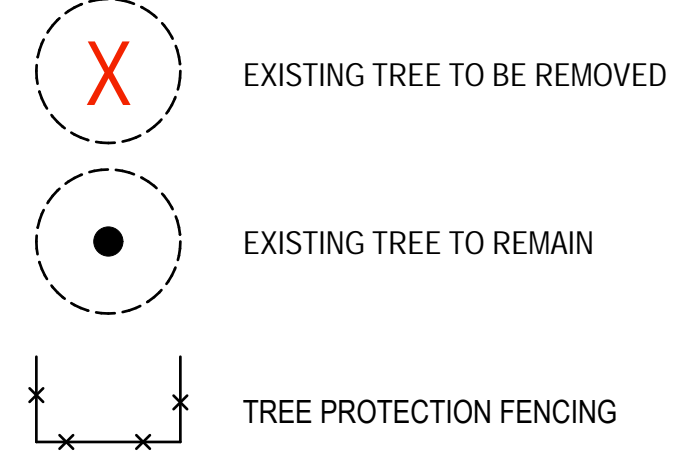 X EXISTING TREE TO BE REMOVED
EXISTING TREE TO REMAIN
TREE PROTECTION FENCING